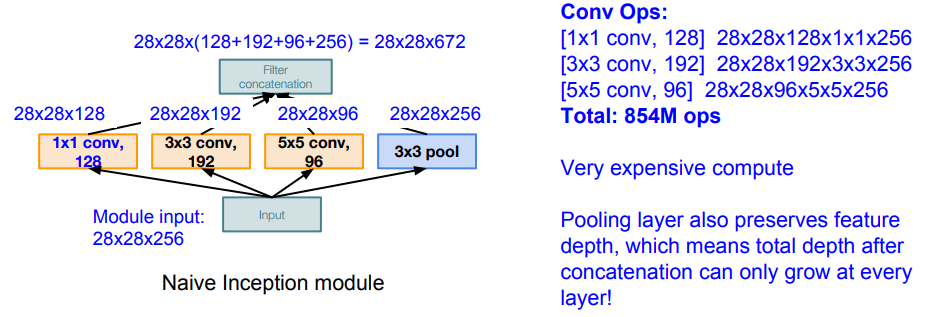 28x28x(128+192+96+256) = 28x28x672
Filter
concatenation
28x28x128
28x28x192
28x28x96
28x28x256
1x1 conv,
128
3x3 conv,
192
5x5 conv,
96
3x3 pool
Module input:
28x28x256
Input
Naive Inception module
Conv Ops:
[1x1 conv, 128]  28x28x128x1x1x256
[3x3 conv, 192]  28x28x192x3x3x256
[5x5 conv, 96]  28x28x96x5x5x256
Total: 854M ops
Very expensive compute
Pooling layer also preserves feature
depth, which means total depth after
concatenation can only grow at every
layer!